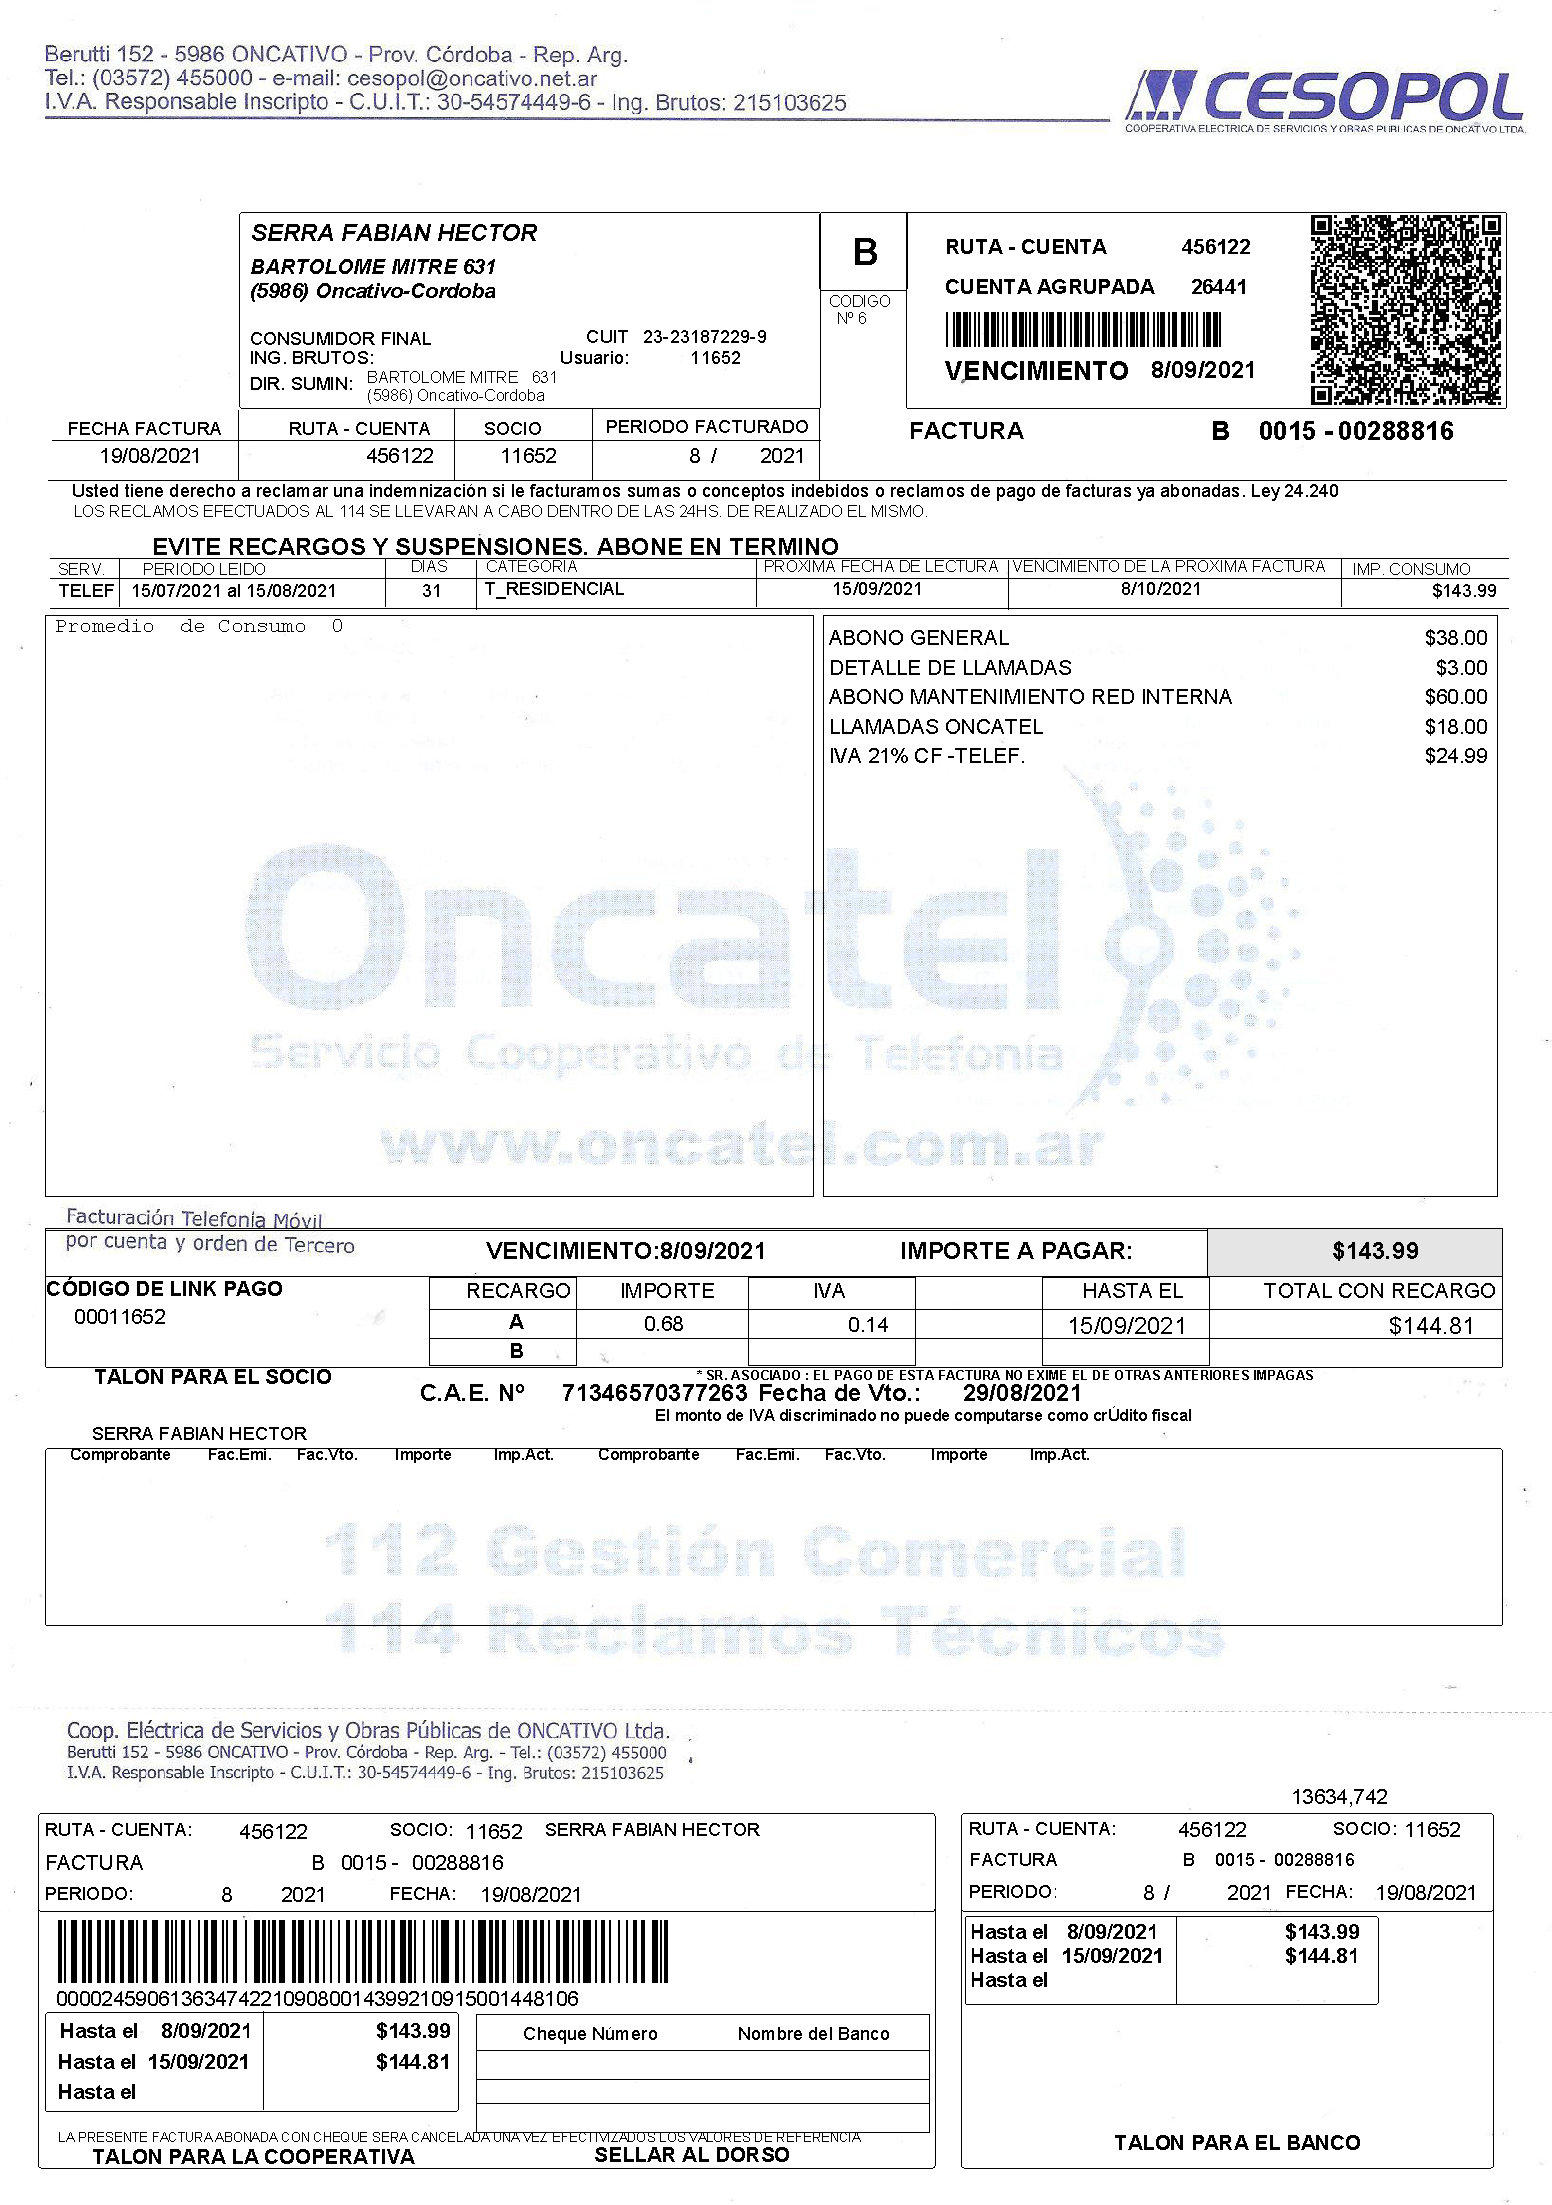 Berutti 152 - 5986 ONCATIVO - Prov. Córdoba - Rep. Arg.
Tel.: (03572) 455000 - e-mail: cesopol@oncativo.net.ar
I.V.A. Responsable Inscripto - C.U.I.T.: 30-54574449-6 - Ing. Brutos: 215103625
CESOPOL
COOPERATIVA ELECTRICA DE SERVICIOS Y OBRAS PUBLICAS DE ONCATIVO LTDA.
SERRA FABIAN HECTOR
BARTOLOME MITRE 631
(5986) Oncativo-Cordoba
CONSUMIDOR FINAL CUIT 23-23187229-9
ING. BRUTOS: Usuario: 11652
DIR. SUMIN: BARTOLOME MITRE 631
(5986) Oncativo-Cordoba
B
CODIGO
Nº 6
RUTA - CUENTA 456122
CUENTA AGRUPADA 26441
VENCIMIENTO 8/09/2021
FECHA FACTURA RUTA - CUENTA SOCIO PERIODO FACTURADO
19/08/2021 456122 11652 8 / 2021
FACTURA B 0015 - 00288816
Usted tiene derecho a reclamar una indemnización si le facturamos sumas o conceptos indebidos o reclamos de pago de facturas ya abonadas. Ley 24.240
LOS RECLAMOS EFECTUADOS AL 114 SE LLEVARAN A CABO DENTRO DE LAS 24HS. DE REALIZADO EL MISMO.
EVITE RECARGOS Y SUSPENSIONES. ABONE EN TERMINO
SERV. PERIODO LEIDO DIAS CATEGORIA PROXIMA FECHA DE LECTURA VENCIMIENTO DE LA PROXIMA FACTURA IMP. CONSUMO
TELEF 15/07/2021 al 15/08/2021 31 T_RESIDENCIAL 15/09/2021 8/10/2021 $143.99
Promedio de Consumo 0
ABONO GENERAL $38.00
DETALLE DE LLAMADAS $3.00
ABONO MANTENIMIENTO RED INTERNA $60.00
LLAMADAS ONCATEL $18.00
IVA 21% CF -TELEF. $24.99
Oncatel
Servicio Cooperativo de Telefonía
www.oncatel.com.ar
Facturación Telefonía Móvil
por cuenta y orden de Tercero
VENCIMIENTO:8/09/2021 IMPORTE A PAGAR: $143.99
CÓDIGO DE LINK PAGO
00011652
RECARGO IMPORTE IVA HASTA EL TOTAL CON RECARGO
A 0.68 0.14 15/09/2021 $144.81
B
TALON PARA EL SOCIO
* SR. ASOCIADO : EL PAGO DE ESTA FACTURA NO EXIME EL DE OTRAS ANTERIORES IMPAGAS
C.A.E. Nº 71346570377263 Fecha de Vto.: 29/08/2021
El monto de IVA discriminado no puede computarse como crÚdito fiscal
SERRA FABIAN HECTOR
Comprobante Fac.Emi. Fac.Vto. Importe Imp.Act. Comprobante Fac.Emi. Fac.Vto. Importe Imp.Act.
112 Gestión Comercial
114 Reclamos Técnicos
Coop. Eléctrica de Servicios y Obras Públicas de ONCATIVO Ltda.
Berutti 152 - 5986 ONCATIVO - Prov. Córdoba - Rep. Arg. - Tel.: (03572) 455000
I.V.A. Responsable Inscripto - C.U.I.T.: 30-54574449-6 - Ing. Brutos: 215103625
13634,742
RUTA - CUENTA: 456122 SOCIO: 11652 SERRA FABIAN HECTOR
FACTURA B 0015 - 00288816
PERIODO: 8 2021 FECHA: 19/08/2021
00002459061363474221090800143992109150014481​06
Hasta el 8/09/2021 $143.99
Hasta el 15/09/2021 $144.81
Hasta el
Cheque Número Nombre del Banco
LA PRESENTE FACTURA ABONADA CON CHEQUE SERA CANCELADA UNA VEZ EFECTIVIZADOS LOS VALORES DE REFERENCIA
TALON PARA LA COOPERATIVA SELLAR AL DORSO
RUTA - CUENTA: 456122 SOCIO: 11652
FACTURA B 0015 - 00288816
PERIODO: 8 / 2021 FECHA: 19/08/2021
Hasta el 8/09/2021 $143.99
Hasta el 15/09/2021 $144.81
Hasta el
TALON PARA EL BANCO